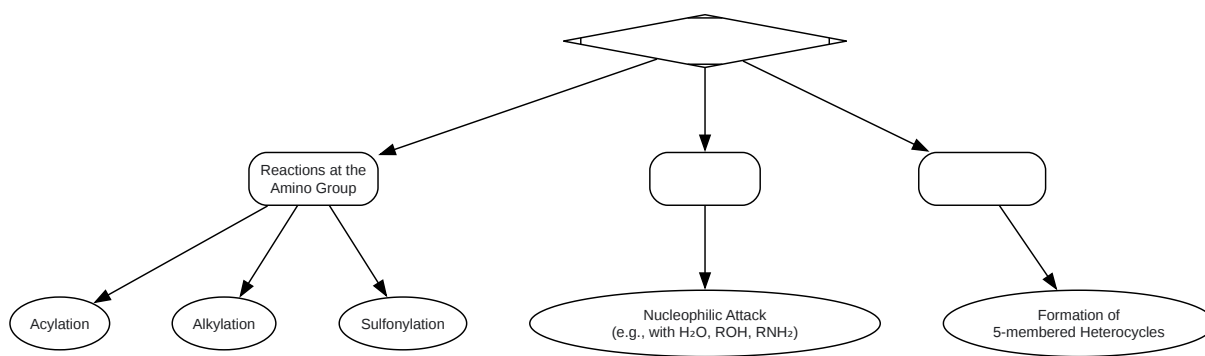 Reactions at the
Amino Group
Acylation
Alkylation
Sulfonylation
Nucleophilic Attack
(e.g., with H₂O, ROH, RNH₂)
Formation of
5-membered Heterocycles